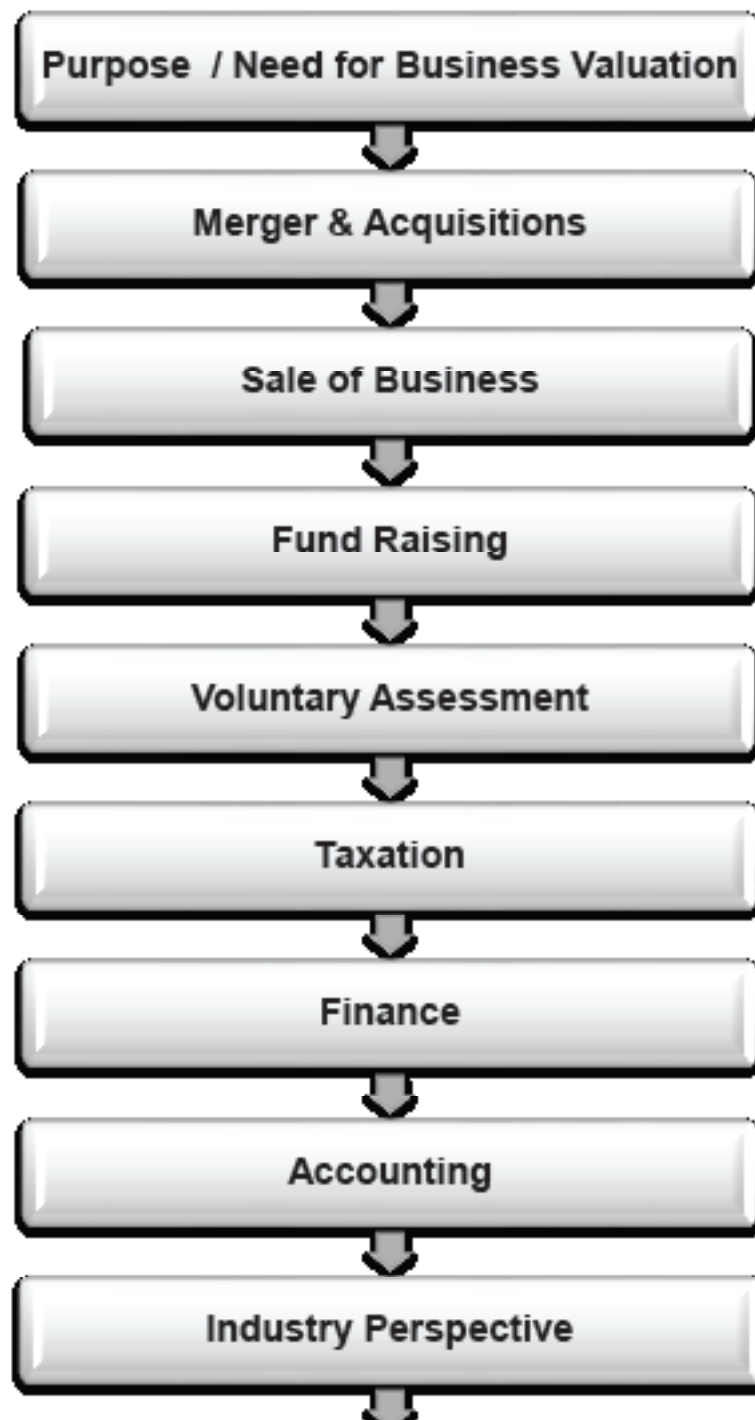 Purpose / Need for Business Valuation
Merger & Acquisitions
Sale of Business
Fund Raising
Voluntary Assessment
Taxation
Finance
Accounting
Industry Perspective